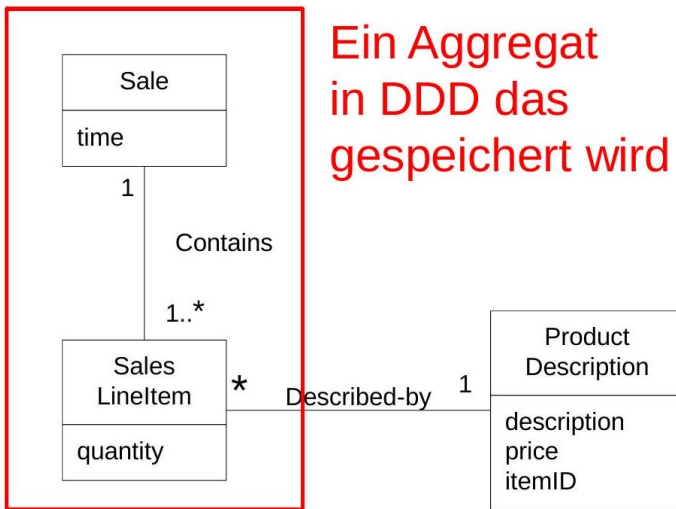 Ein Aggregat
in DDD das
gespeichert wird
Sale
time
1
Contains
1..*
Sales
LineItem
quantity
*
Described-by
1
Product
Description
description
price
itemID